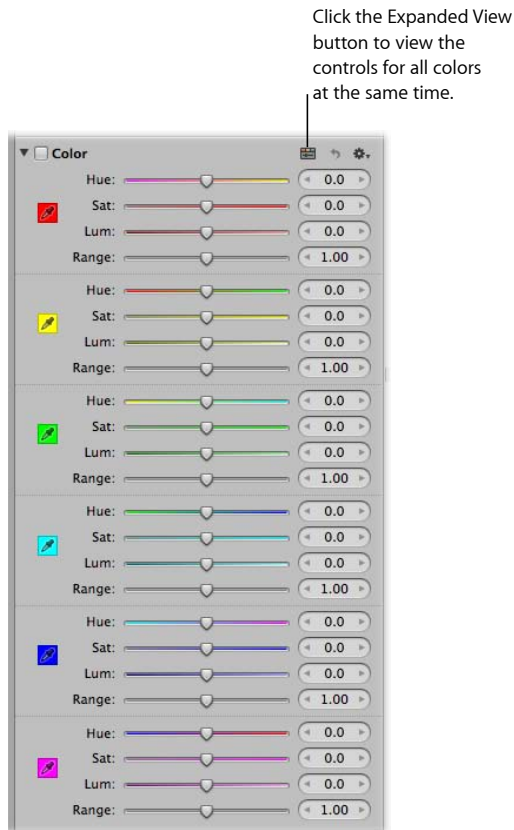 Click the Expanded View
button to view the
controls for all colors
at the same time.
Color
Hue: 0.0
Sat: 0.0
Lum: 0.0
Range: 1.00
Hue: 0.0
Sat: 0.0
Lum: 0.0
Range: 1.00
Hue: 0.0
Sat: 0.0
Lum: 0.0
Range: 1.00
Hue: 0.0
Sat: 0.0
Lum: 0.0
Range: 1.00
Hue: 0.0
Sat: 0.0
Lum: 0.0
Range: 1.00
Hue: 0.0
Sat: 0.0
Lum: 0.0
Range: 1.00